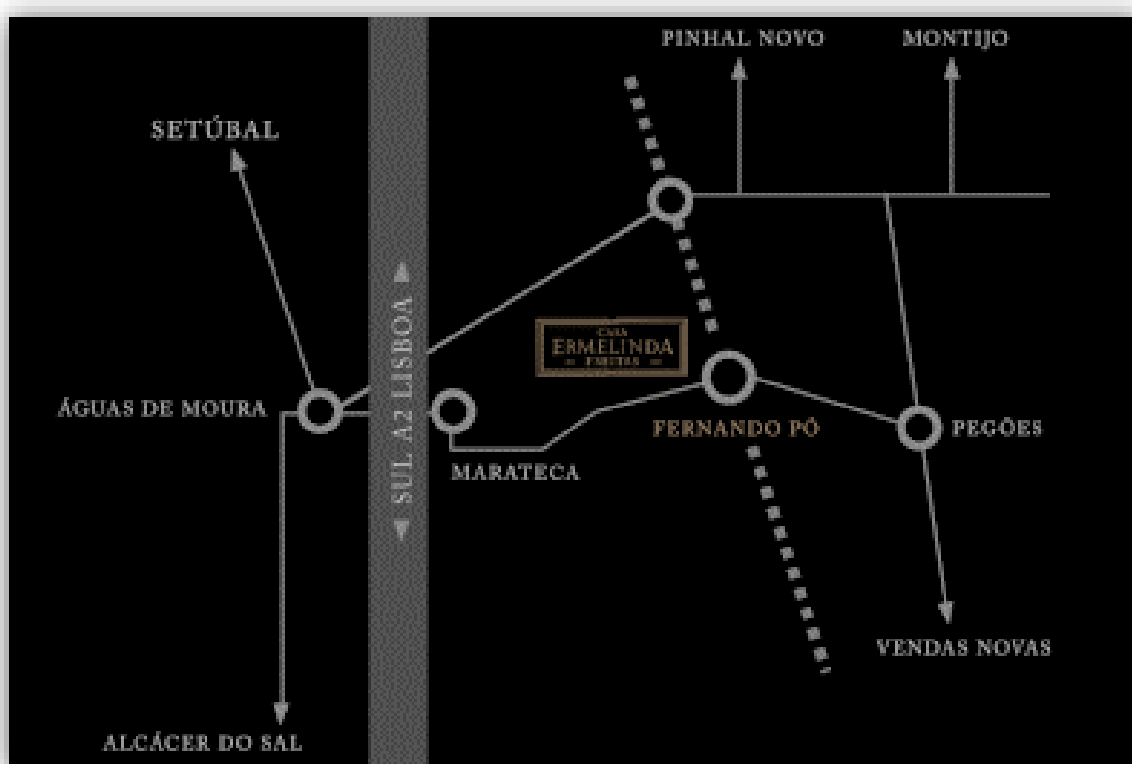 PINHAL NOVO
MONTIJO
SETÚBAL
SUL A2 LISBOA
CASA
ERMELINDA
FREITAS
ÁGUAS DE MOURA
FERNANDO PÓ
PEGÕES
MARATECA
VENDAS NOVAS
ALCÁCER DO SAL